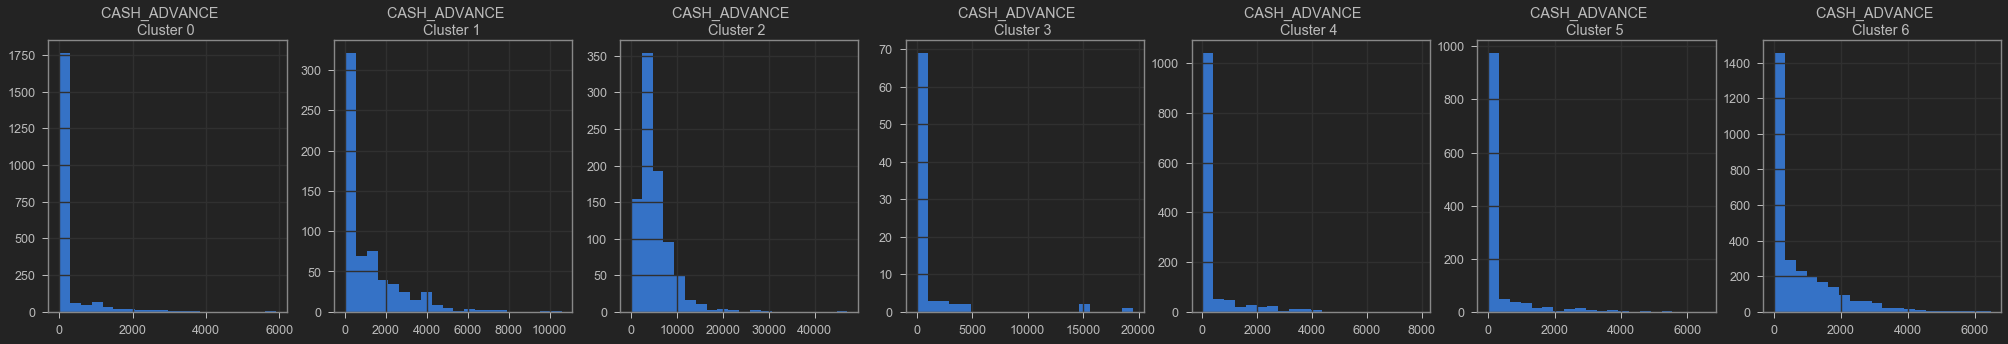 CASH_ADVANCE
Cluster 0
1750
1500
1250
1000
750
500
250
0
0 2000 4000 6000
CASH_ADVANCE
Cluster 1
300
250
200
150
100
50
0
0 2000 4000 6000 8000 10000
CASH_ADVANCE
Cluster 2
350
300
250
200
150
100
50
0
0 10000 20000 30000 40000
CASH_ADVANCE
Cluster 3
70
60
50
40
30
20
10
0
0 5000 10000 15000 20000
CASH_ADVANCE
Cluster 4
1000
800
600
400
200
0
0 2000 4000 6000 8000
CASH_ADVANCE
Cluster 5
1000
800
600
400
200
0
0 2000 4000 6000
CASH_ADVANCE
Cluster 6
1400
1200
1000
800
600
400
200
0
0 2000 4000 6000